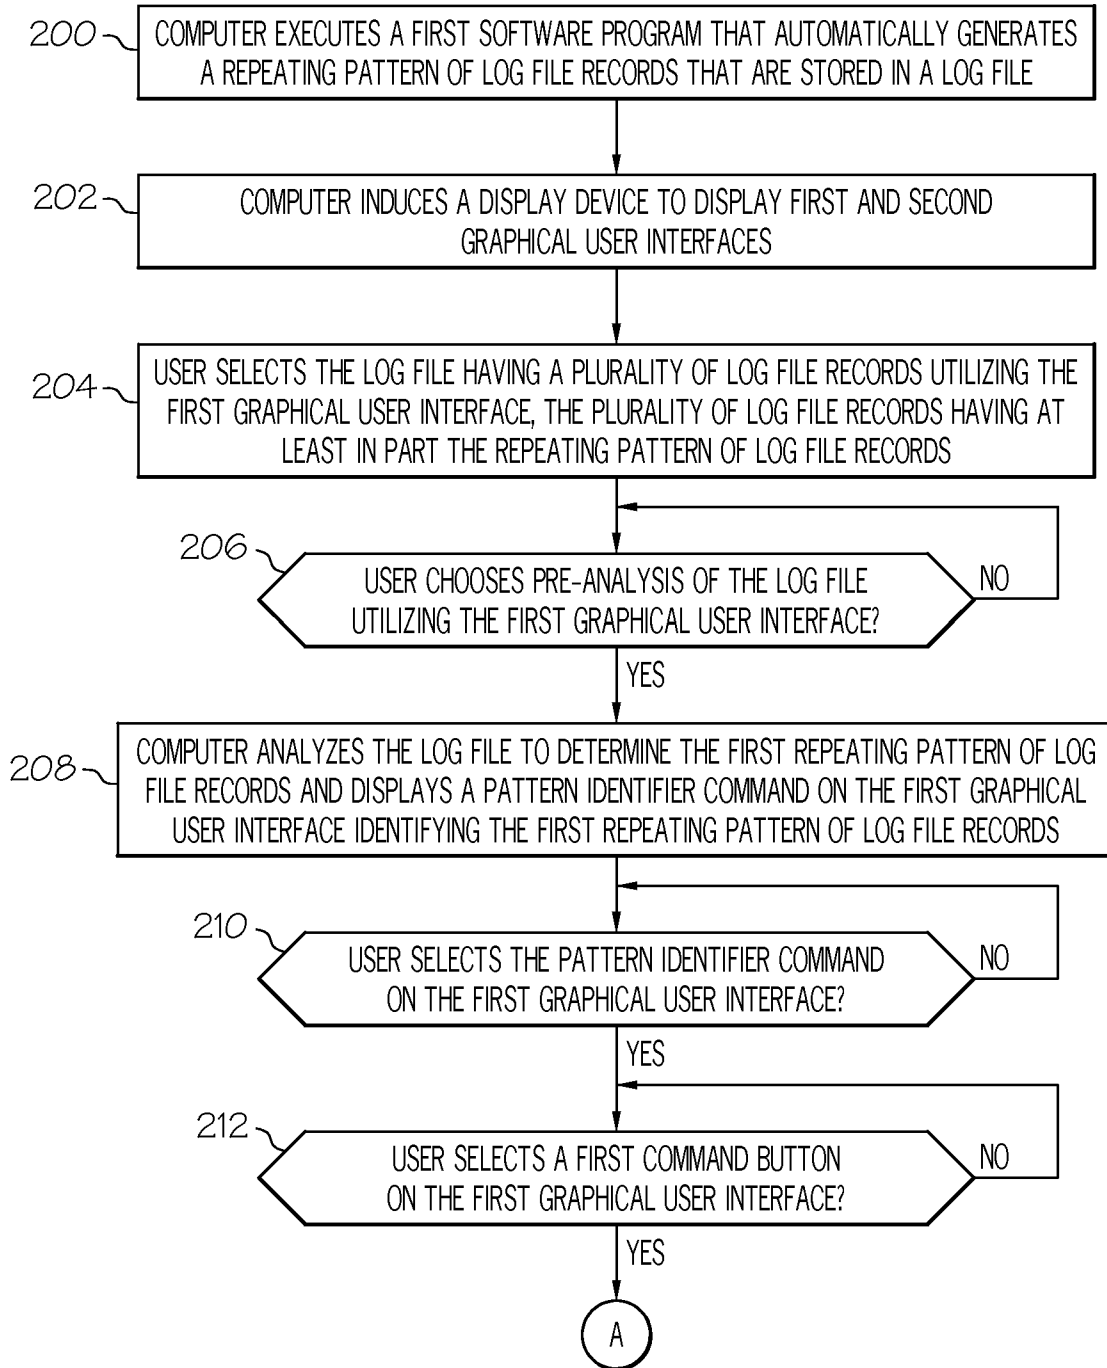 200
COMPUTER EXECUTES A FIRST SOFTWARE PROGRAM THAT AUTOMATICALLY GENERATES
A REPEATING PATTERN OF LOG FILE RECORDS THAT ARE STORED IN A LOG FILE
202
COMPUTER INDUCES A DISPLAY DEVICE TO DISPLAY FIRST AND SECOND
GRAPHICAL USER INTERFACES
204
USER SELECTS THE LOG FILE HAVING A PLURALITY OF LOG FILE RECORDS UTILIZING THE
FIRST GRAPHICAL USER INTERFACE, THE PLURALITY OF LOG FILE RECORDS HAVING AT
LEAST IN PART THE REPEATING PATTERN OF LOG FILE RECORDS
206
USER CHOOSES PRE-ANALYSIS OF THE LOG FILE
UTILIZING THE FIRST GRAPHICAL USER INTERFACE?
NO
YES
208
COMPUTER ANALYZES THE LOG FILE TO DETERMINE THE FIRST REPEATING PATTERN OF LOG
FILE RECORDS AND DISPLAYS A PATTERN IDENTIFIER COMMAND ON THE FIRST GRAPHICAL
USER INTERFACE IDENTIFYING THE FIRST REPEATING PATTERN OF LOG FILE RECORDS
210
USER SELECTS THE PATTERN IDENTIFIER COMMAND
ON THE FIRST GRAPHICAL USER INTERFACE?
NO
YES
212
USER SELECTS A FIRST COMMAND BUTTON
ON THE FIRST GRAPHICAL USER INTERFACE?
NO
YES
A